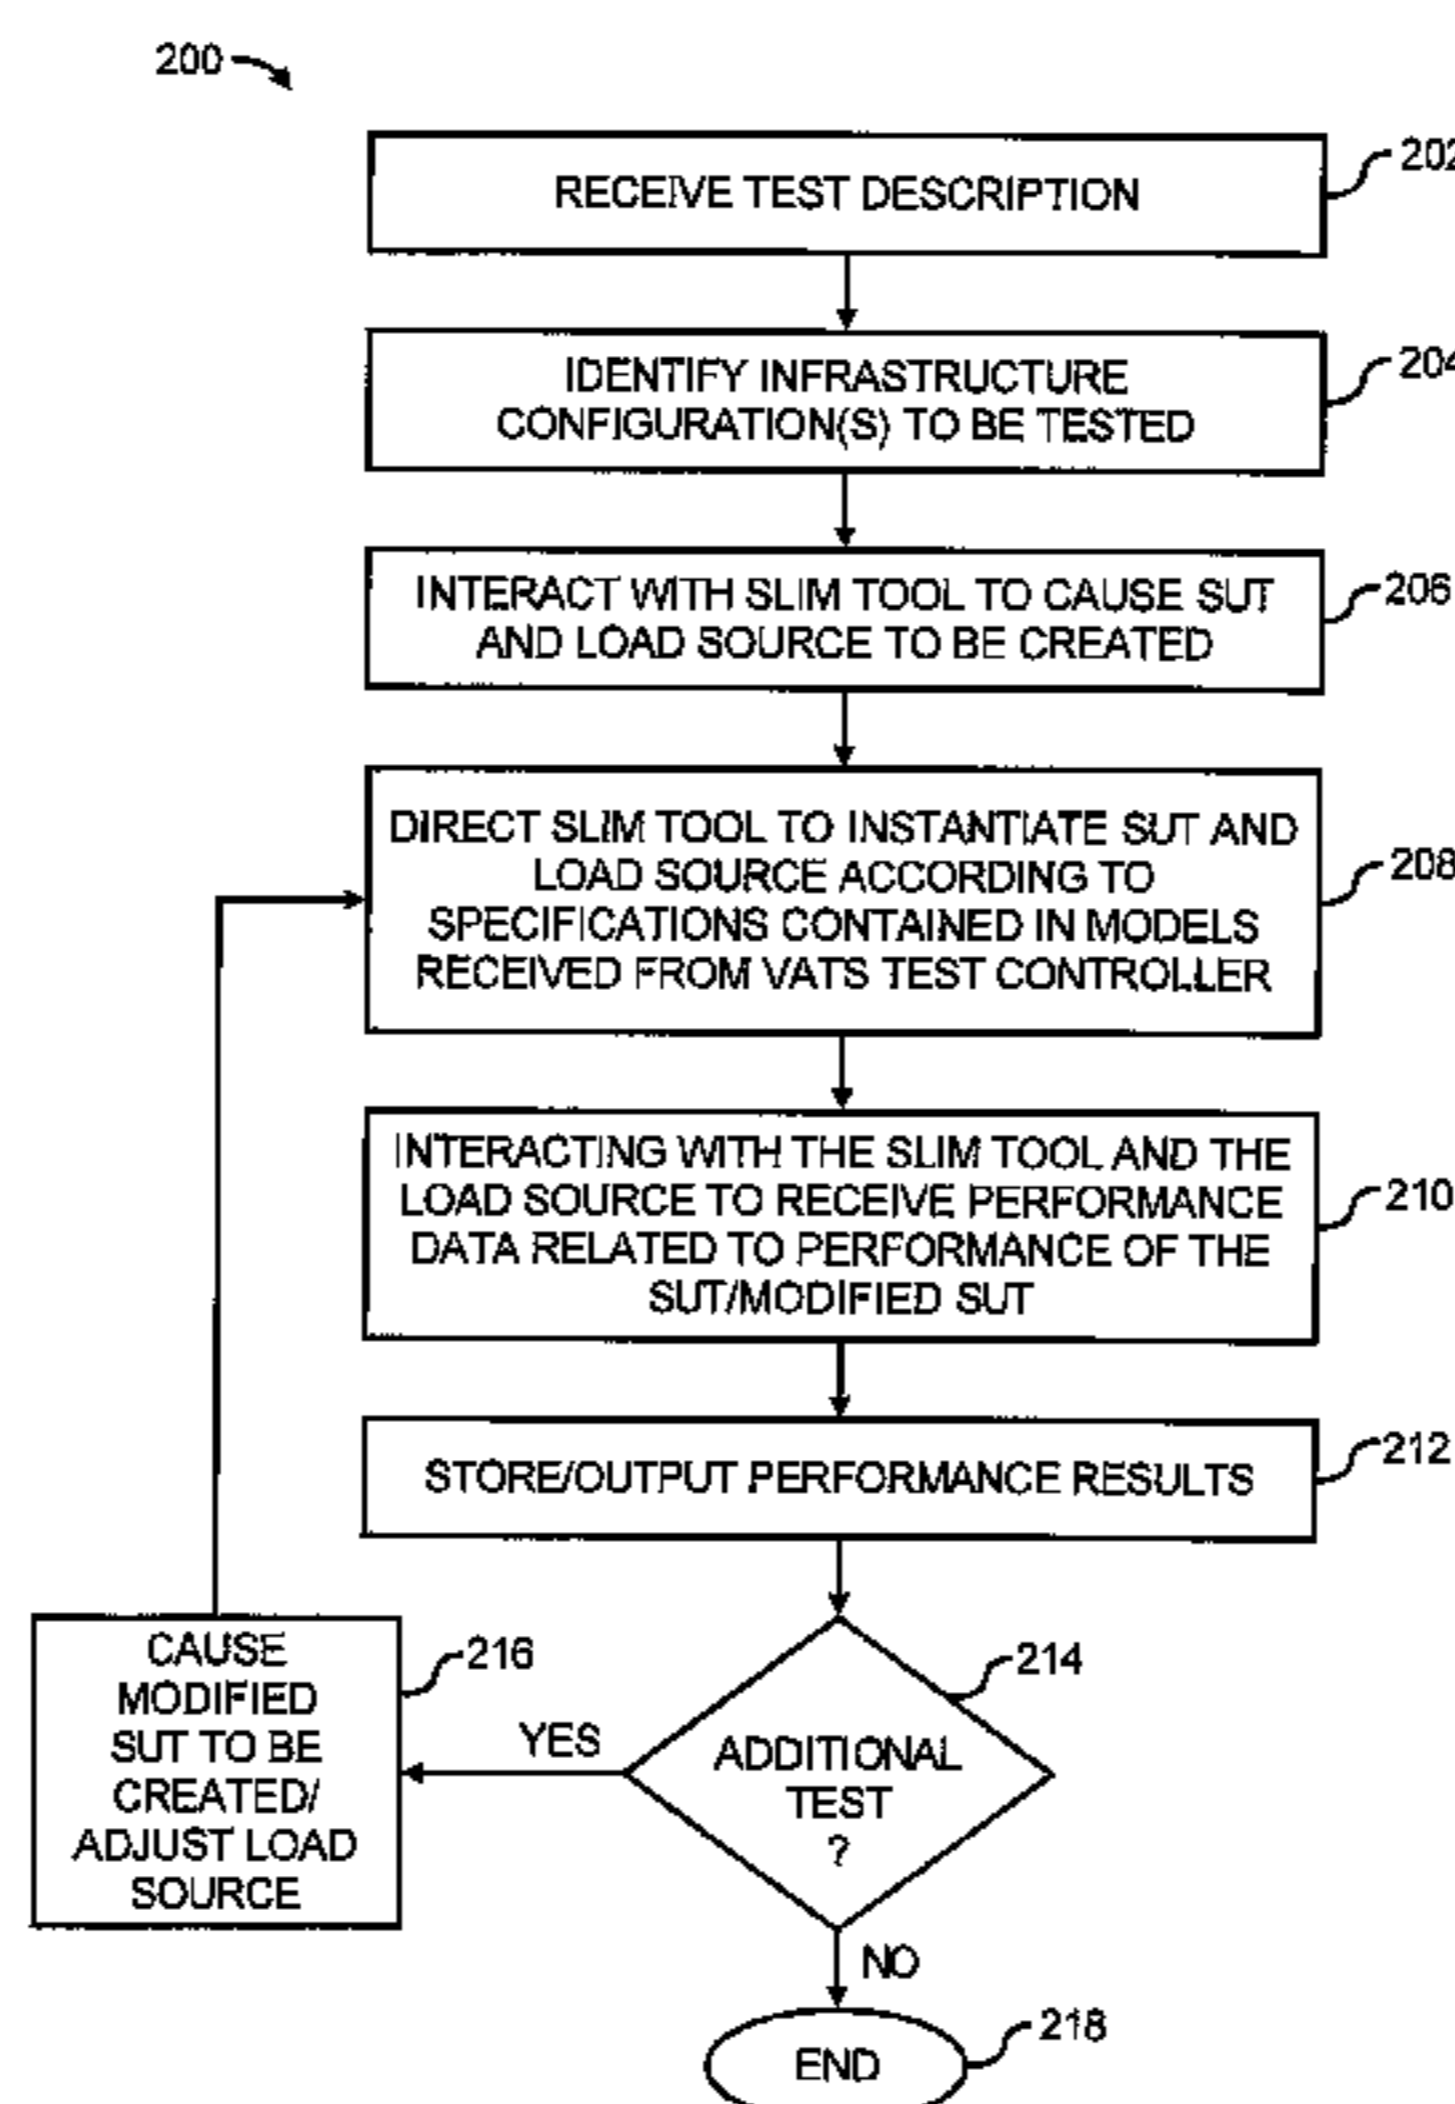 200
RECEIVE TEST DESCRIPTION
202
IDENTIFY INFRASTRUCTURE
CONFIGURATION(S) TO BE TESTED
204
INTERACT WITH SLIM TOOL TO CAUSE SUT
AND LOAD SOURCE TO BE CREATED
206
DIRECT SLIM TOOL TO INSTANTIATE SUT AND
LOAD SOURCE ACCORDING TO
SPECIFICATIONS CONTAINED IN MODELS
RECEIVED FROM VATS TEST CONTROLLER
208
INTERACTING WITH THE SLIM TOOL AND THE
LOAD SOURCE TO RECEIVE PERFORMANCE
DATA RELATED TO PERFORMANCE OF THE
SUT/MODIFIED SUT
210
STORE/OUTPUT PERFORMANCE RESULTS
212
CAUSE
MODIFIED
SUT TO BE
CREATED/
ADJUST LOAD
SOURCE
216
YES
ADDITIONAL
TEST
?
214
NO
END
218